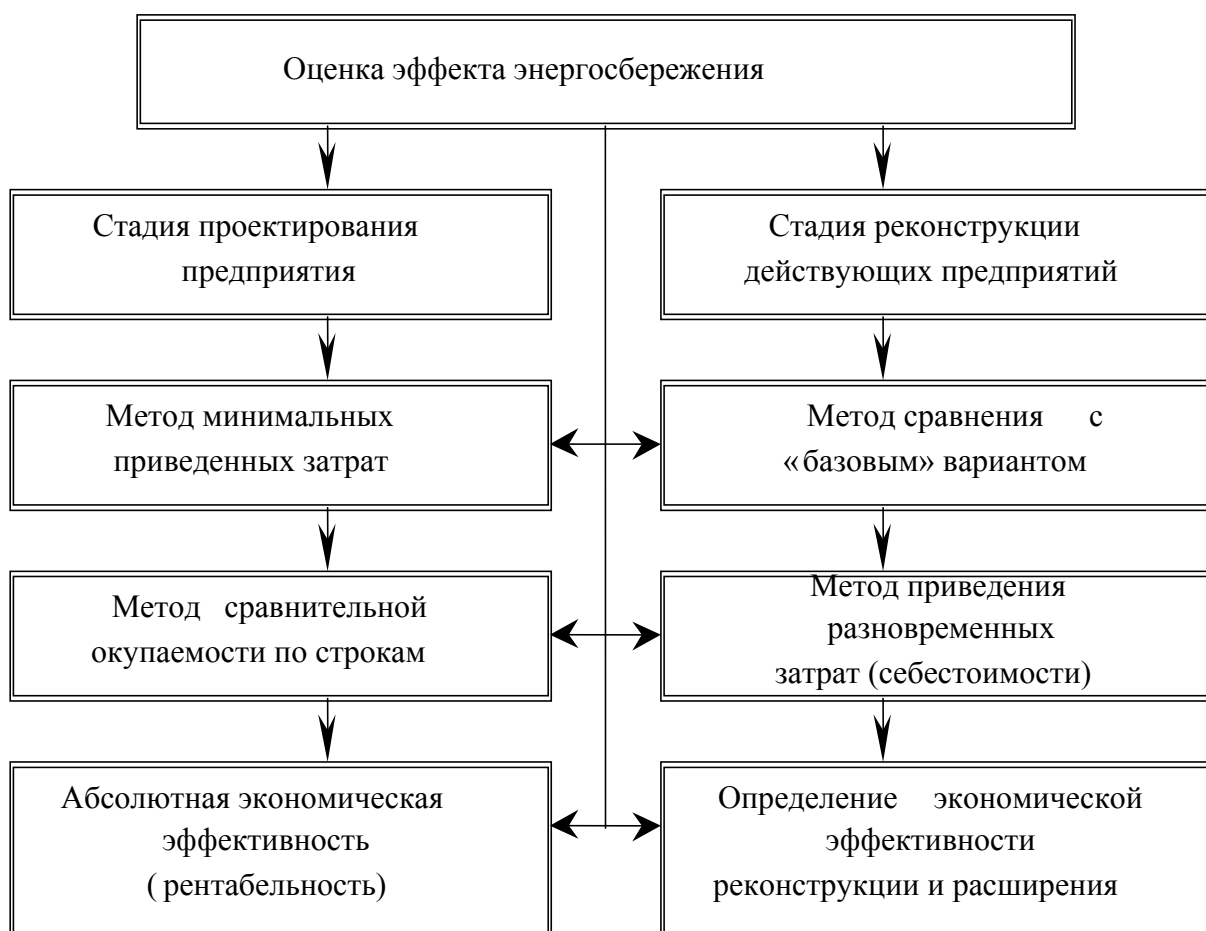 Оценка эффекта энергосбережения
Стадия проектирования
предприятия
Стадия реконструкции
действующих предприятий
Метод минимальных
приведенных затрат
Метод сравнения с
«базовым» вариантом
Метод сравнительной
окупаемости по строкам
Метод приведения
разновременных
затрат (себестоимости)
Абсолютная экономическая
эффективность
( рентабельность)
Определение экономической
эффективности
реконструкции и расширения